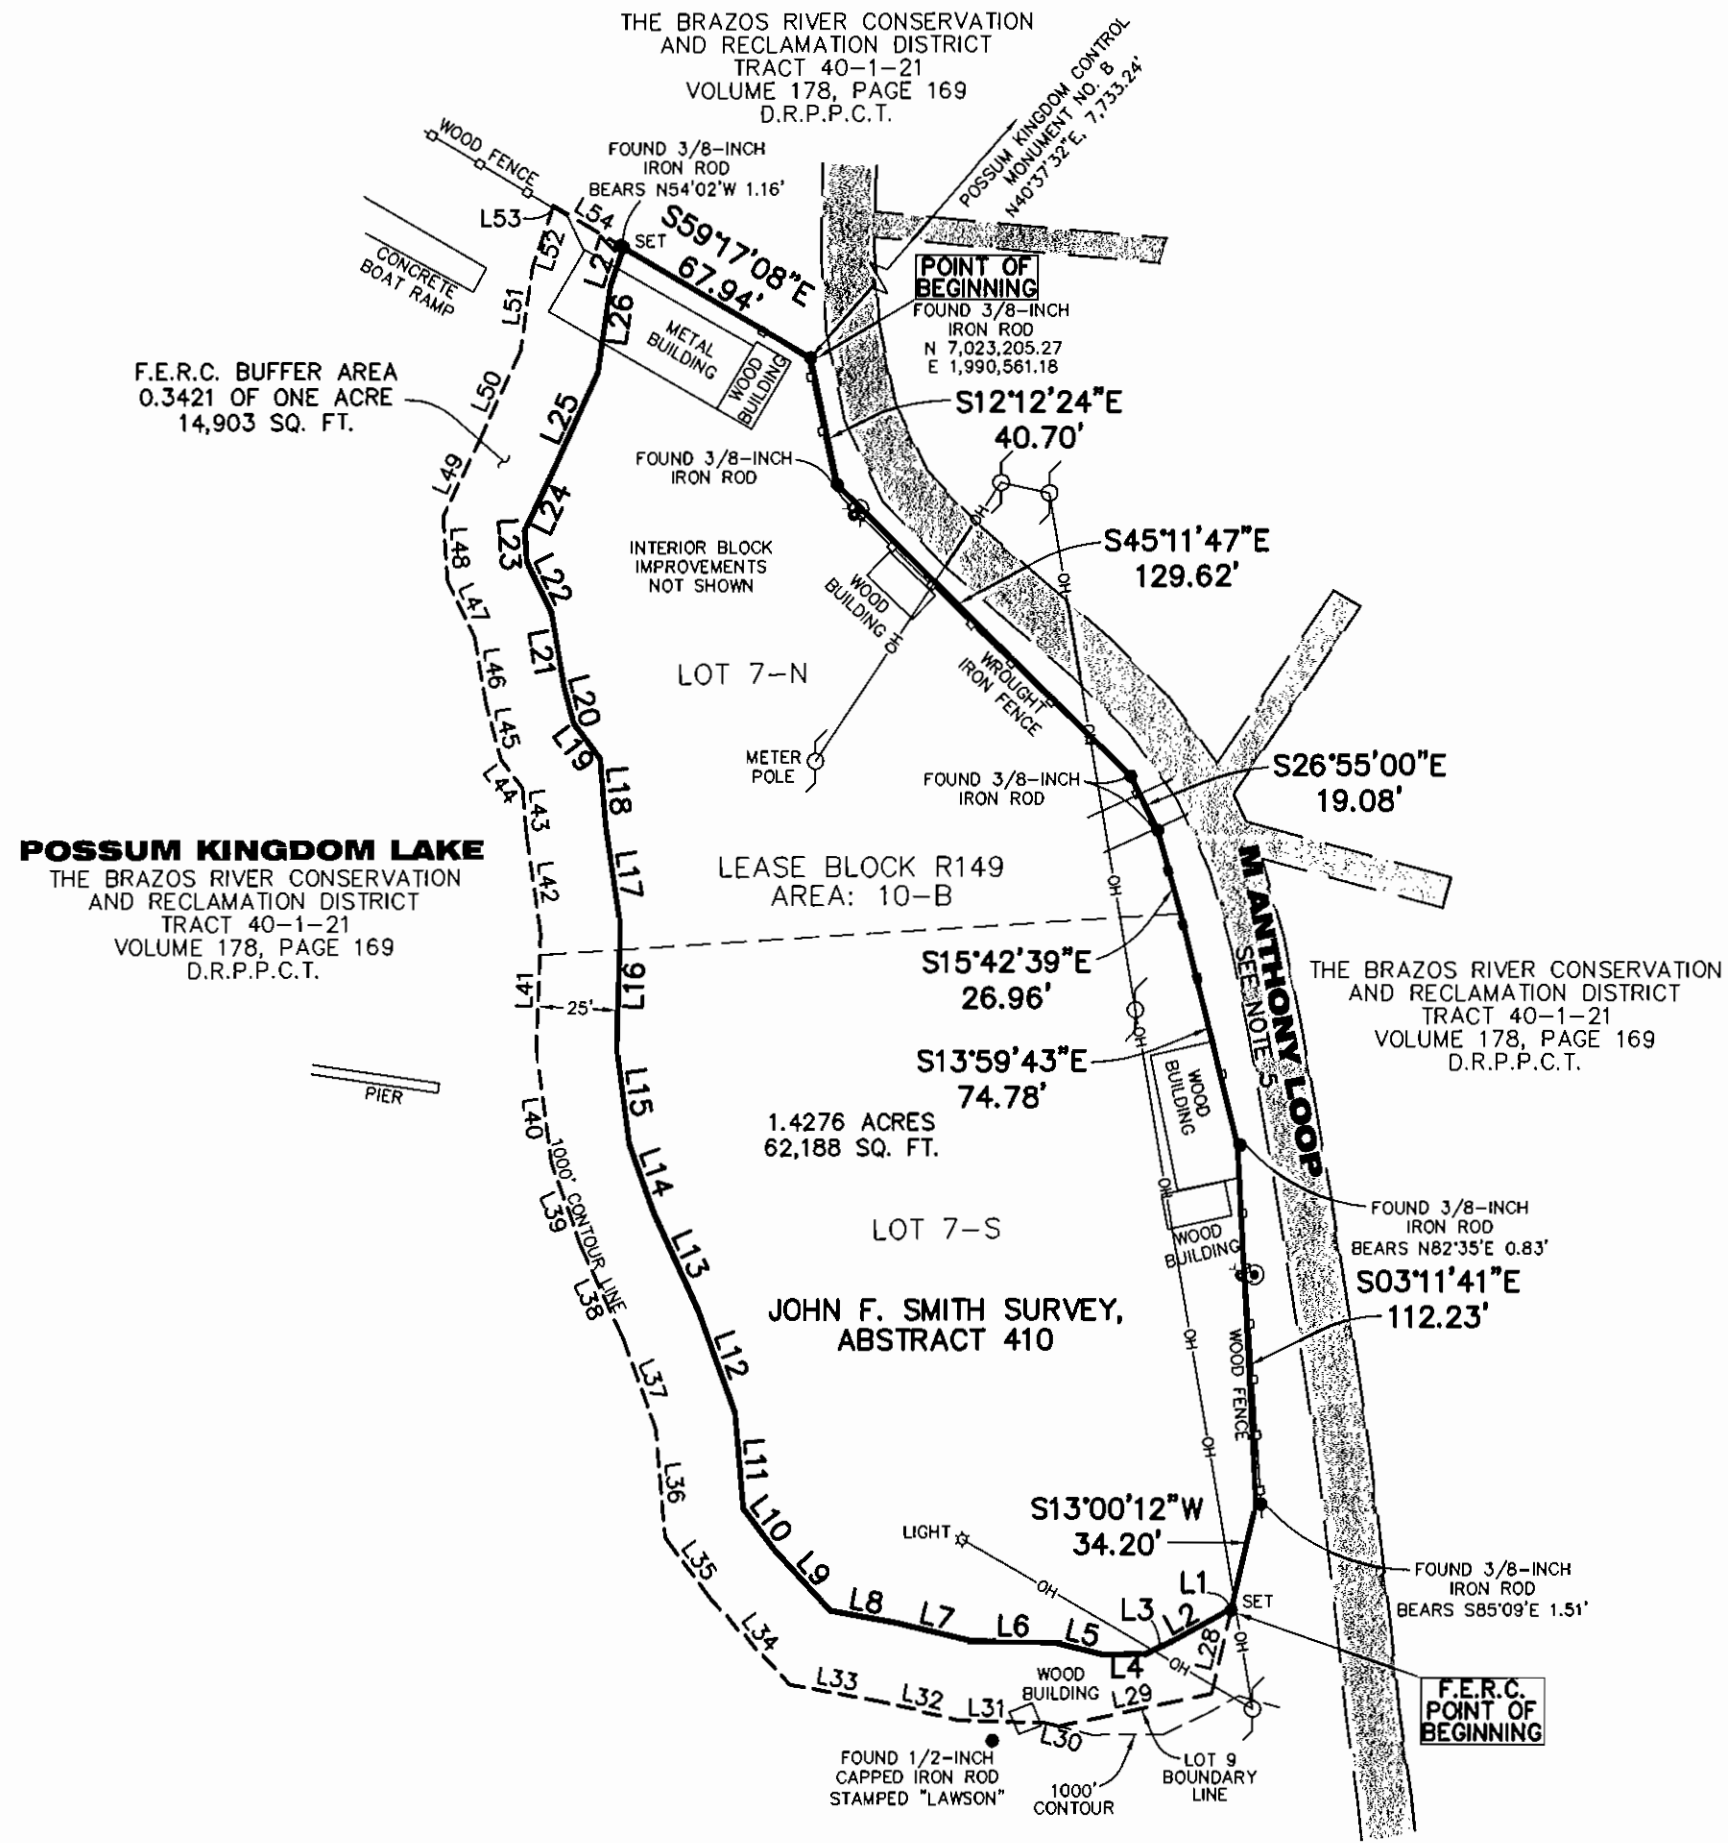 THE BRAZOS RIVER CONSERVATION
AND RECLAMATION DISTRICT
TRACT 40-1-21
VOLUME 178, PAGE 169
D.R.P.P.C.T.
POSSUM KINGDOM CONTROL
MONUMENT NO. 8
N40°37'32"E, 7,733.24'
WOOD FENCE
FOUND 3/8-INCH
IRON ROD
BEARS N54°02'W 1.16'
L53
L54
L52
L27
SET
S59°17'08"E
67.94'
CONCRETE
BOAT RAMP
L51
L26
METAL
BUILDING
WOOD
BUILDING
POINT OF
BEGINNING
FOUND 3/8-INCH
IRON ROD
N 7,023,205.27
E 1,990,561.18
F.E.R.C. BUFFER AREA
0.3421 OF ONE ACRE
14,903 SQ. FT.
L50
L25
S12°12'24"E
40.70'
L49
FOUND 3/8-INCH
IRON ROD
L24
L48
L23
L22
INTERIOR BLOCK
IMPROVEMENTS
NOT SHOWN
OH
S45°11'47"E
129.62'
OH
WOOD
BUILDING
OH
L47
L46
L21
LOT 7-N
WROUGHT
IRON FENCE
L45
L20
L19
L44
METER
POLE
FOUND 3/8-INCH
IRON ROD
S26°55'00"E
19.08'
L18
L43
POSSUM KINGDOM LAKE
THE BRAZOS RIVER CONSERVATION
AND RECLAMATION DISTRICT
TRACT 40-1-21
VOLUME 178, PAGE 169
D.R.P.P.C.T.
L42
L17
LEASE BLOCK R149
AREA: 10-B
OH
M ANTHONY LOOP
SEE NOTE 5
S15°42'39"E
26.96'
THE BRAZOS RIVER CONSERVATION
AND RECLAMATION DISTRICT
TRACT 40-1-21
VOLUME 178, PAGE 169
D.R.P.P.C.T.
L41
25'
L16
OH
S13°59'43"E
74.78'
WOOD
BUILDING
PIER
L40
L15
1.4276 ACRES
62,188 SQ. FT.
1000' CONTOUR LINE
L39
L14
OH
FOUND 3/8-INCH
IRON ROD
BEARS N82°35'E 0.83'
LOT 7-S
WOOD
BUILDING
L13
L38
S03°11'41"E
112.23'
JOHN F. SMITH SURVEY,
ABSTRACT 410
OH
WOOD FENCE
L37
L12
OH
L36
L11
S13°00'12"W
34.20'
L10
LIGHT
L35
L9
OH
FOUND 3/8-INCH
IRON ROD
BEARS S85°09'E 1.51'
L1
SET
L8
L7
L6
L5
L3
L2
L4
OH
L28
OH
L34
L33
L32
L31
WOOD
BUILDING
L29
L30
F.E.R.C.
POINT OF
BEGINNING
FOUND 1/2-INCH
CAPPED IRON ROD
STAMPED "LAWSON"
1000'
CONTOUR
LOT 9
BOUNDARY
LINE